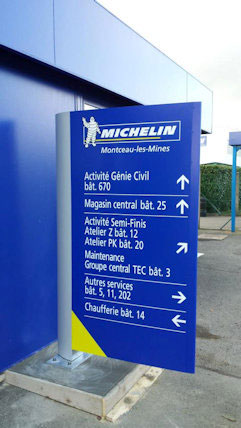 MICHELIN
Montceau-les-Mines
Activité Génie Civil
bât. 670
Magasin central bât. 25
Activité Semi-Finis
Atelier Z bât. 12
Atelier PK bât. 20
Maintenance
Groupe central TEC bât. 3
Autres services
bât. 5, 11, 202
Chaufferie bât. 14